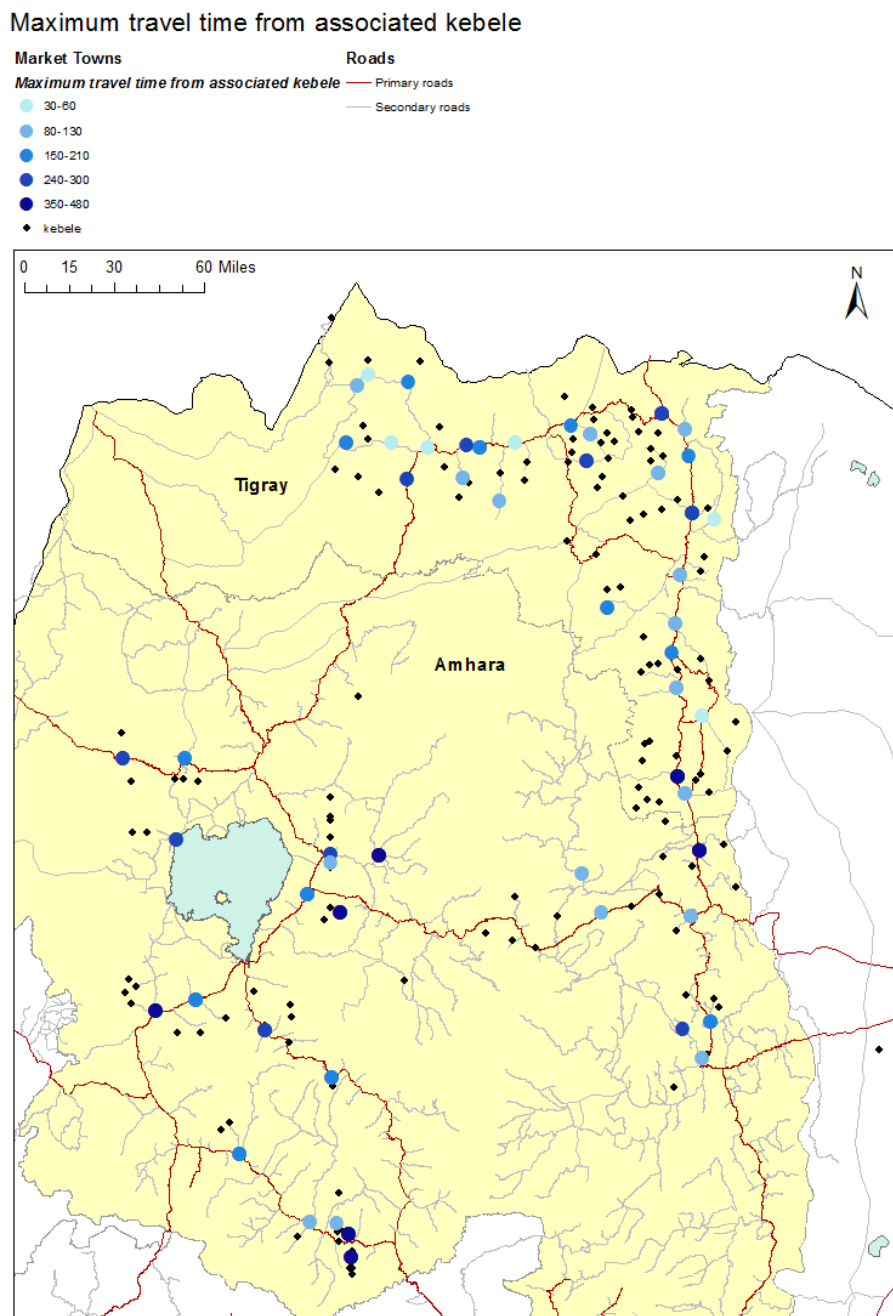 Maximum travel time from associated kebele
Market Towns
Maximum travel time from associated kebele
30-60
80-130
150-210
240-300
350-480
kebele
Roads
Primary roads
Secondary roads
0 15 30 60 Miles
N
Tigray
Amhara